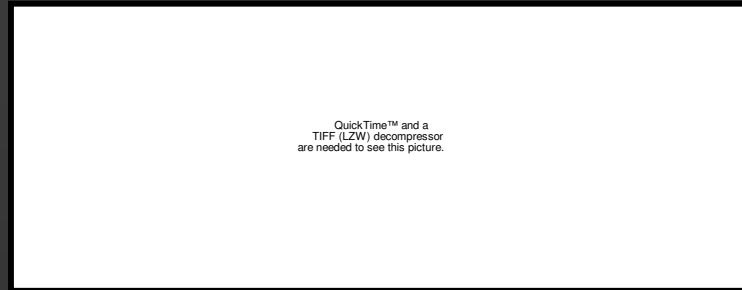 QuickTime™ and a
TIFF (LZW) decompressor
are needed to see this picture.